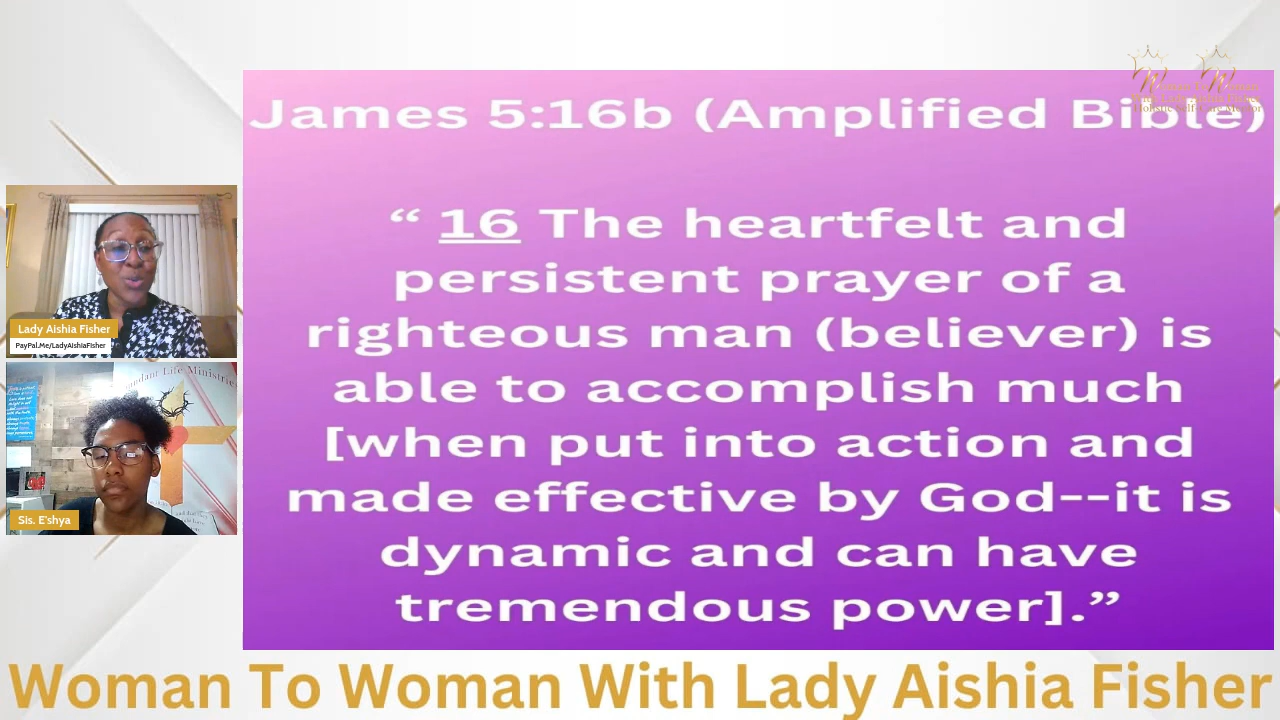 James 5:16b (Amplified Bible)
“ 16 The heartfelt and
persistent prayer of a
righteous man (believer) is
able to accomplish much
[when put into action and
made effective by God--it is
dynamic and can have
tremendous power].”
Lady Aishia Fisher
PayPal.Me/LadyAishiaFisher
Life Ministrie
Sis. E'shya
Woman To Woman With Lady Aishia Fisher